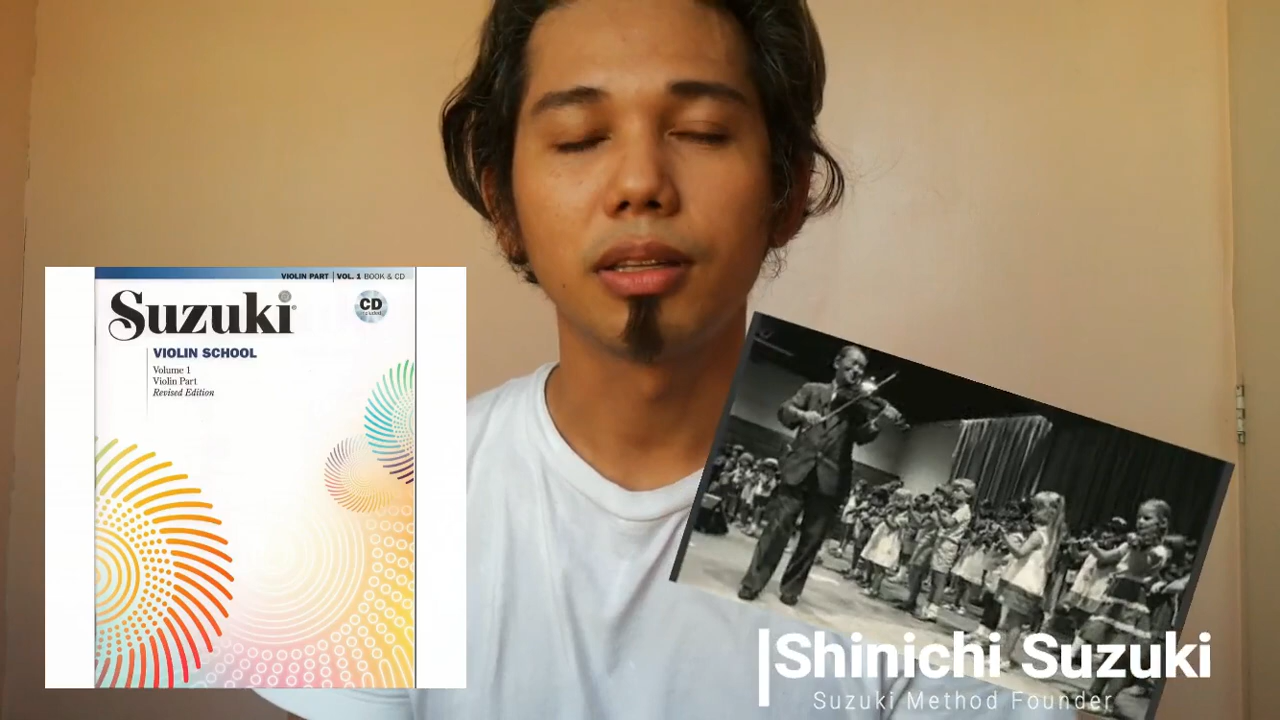 VIOLIN PART | VOL. 1 BOOK & CD
Suzuki®
CD
included
VIOLIN SCHOOL
Volume 1
Violin Part
Revised Edition
Shinichi Suzuki
Suzuki Method Founder